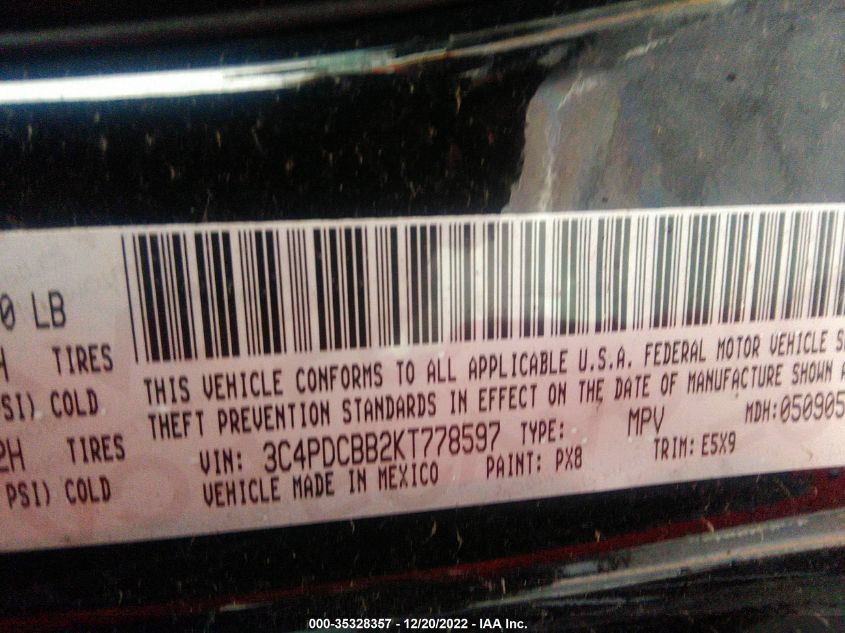 0 LB
TIRES
SI) COLD
2H TIRES
PSI) COLD
THIS VEHICLE CONFORMS TO ALL APPLICABLE U.S.A. FEDERAL MOTOR VEHICLE S
THEFT PREVENTION STANDARDS IN EFFECT ON THE DATE OF MANUFACTURE SHOWN A
VIN: 3C4PDCBB2KT778597 TYPE: MPV MDH:050905
VEHICLE MADE IN MEXICO PAINT: PX8 TRIM: E5X9
000-35328357 - 12/20/2022 - IAA Inc.